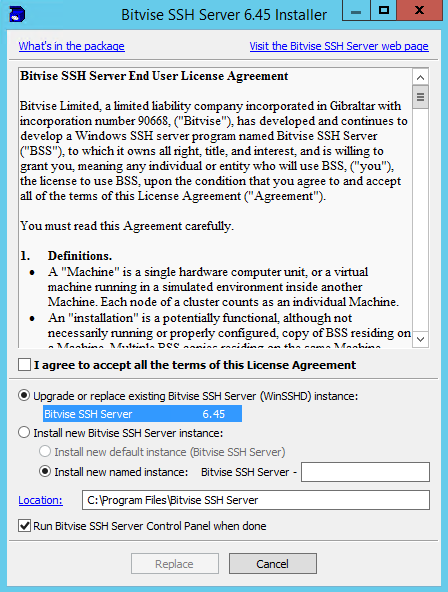 Bitvise SSH Server 6.45 Installer
What's in the package
Visit the Bitvise SSH Server web page
Bitvise SSH Server End User License Agreement
Bitvise Limited, a limited liability company incorporated in Gibraltar with
incorporation number 90668, ("Bitvise"), has developed and continues to
develop a Windows SSH server program named Bitvise SSH Server
("BSS"), to which it owns all right, title, and interest, and is willing to
grant you, meaning any individual or entity who will use BSS, ("you"),
the license to use BSS, upon the condition that you agree to and accept
all of the terms of this License Agreement ("Agreement").
You must read this Agreement carefully.
1. Definitions.
• A "Machine" is a single hardware computer unit, or a virtual
machine running in a simulated environment inside another
Machine. Each node of a cluster counts as an individual Machine.
• An "installation" is a potentially functional, although not
necessarily running or properly configured, copy of BSS residing on
a Machine. Multiple BSS copies residing on the same Machine
I agree to accept all the terms of this License Agreement
Upgrade or replace existing Bitvise SSH Server (WinSSHD) instance:
Bitvise SSH Server 6.45
Install new Bitvise SSH Server instance:
Install new default instance (Bitvise SSH Server)
Install new named instance: Bitvise SSH Server -
Location: C:\Program Files\Bitvise SSH Server
Run Bitvise SSH Server Control Panel when done
Replace
Cancel